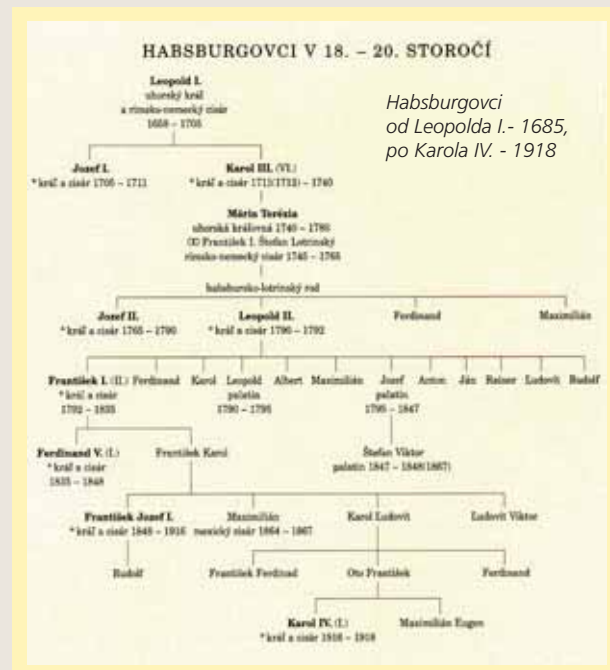 HABSBURGOVCI V 18. – 20. STOROČÍ
Leopold I.
uhorský kráľ
a rímsko-nemecký cisár
1658 – 1705
Habsburgovci
od Leopolda I.- 1685,
po Karola IV. - 1918
Jozef I.
*kráľ a cisár 1705 – 1711
Karol III. (VI.)
*kráľ a cisár 1711(1712) – 1740
Mária Terézia
uhorská kráľovná 1740 – 1780
OO František I. Štefan Lotrinský
rímsko-nemecký cisár 1745 – 1765
habsbursko-lotrinský rod
Jozef II.
*kráľ a cisár 1765 – 1790
Leopold II.
*kráľ a cisár 1790 – 1792
Ferdinand
Maximilián
František I. (II.)
*kráľ a cisár
1792 – 1835
Ferdinand
Karol
Leopold
palatín
1790 – 1795
Albert
Maximilián
Jozef
palatín
1795 – 1847
Anton
Ján
Rainer
Ľudovít
Rudolf
Ferdinand V. (I.)
*kráľ a cisár
1835 – 1848
František Karol
Štefan Viktor
palatín 1847 – 1848(1867)
František Jozef I.
*kráľ a cisár 1848 – 1916
Maximilián
mexický cisár 1864 – 1867
Karol Ľudovít
Ľudovít Viktor
Rudolf
František Ferdinad
Oto František
Ferdinand
Karol IV. (I.)
*kráľ a cisár 1916 – 1918
Maximilián Eugen